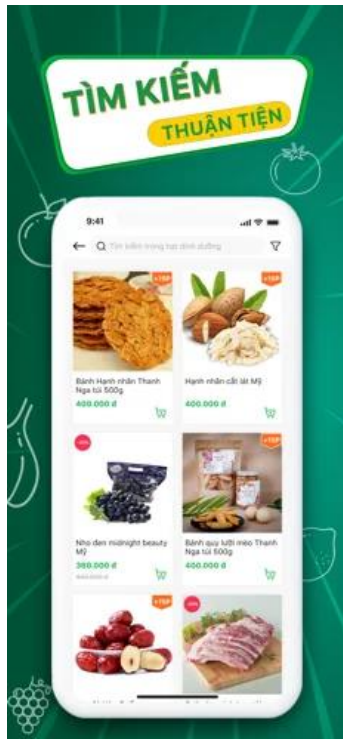 TÌM KIẾM
THUẬN TIỆN
9:41
Tìm kiếm trong tạp dinh dưỡng
+TOP
+TOP
Bánh Hạnh nhân Thanh
Nga túi 500g
400.000 đ
Hạnh nhân cắt lát Mỹ
400.000 đ
+TOP
Nho đen midnight beauty
Mỹ
360.000 đ
Bánh quy lưỡi mèo Thanh
Nga túi 500g
400.000 đ
+TOP